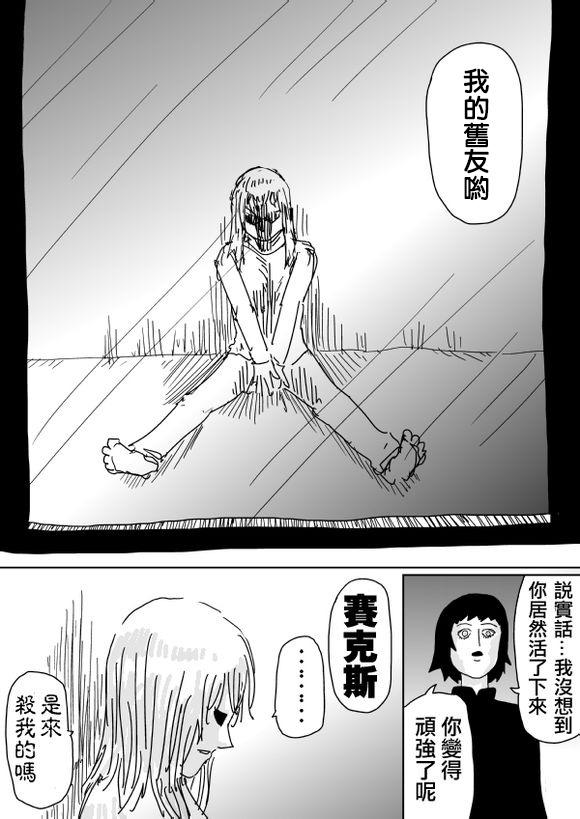 我的舊友喲
説實話…我沒想到
你居然活了下來
你變得
頑強了呢
賽克斯
………
是來
殺我的嗎